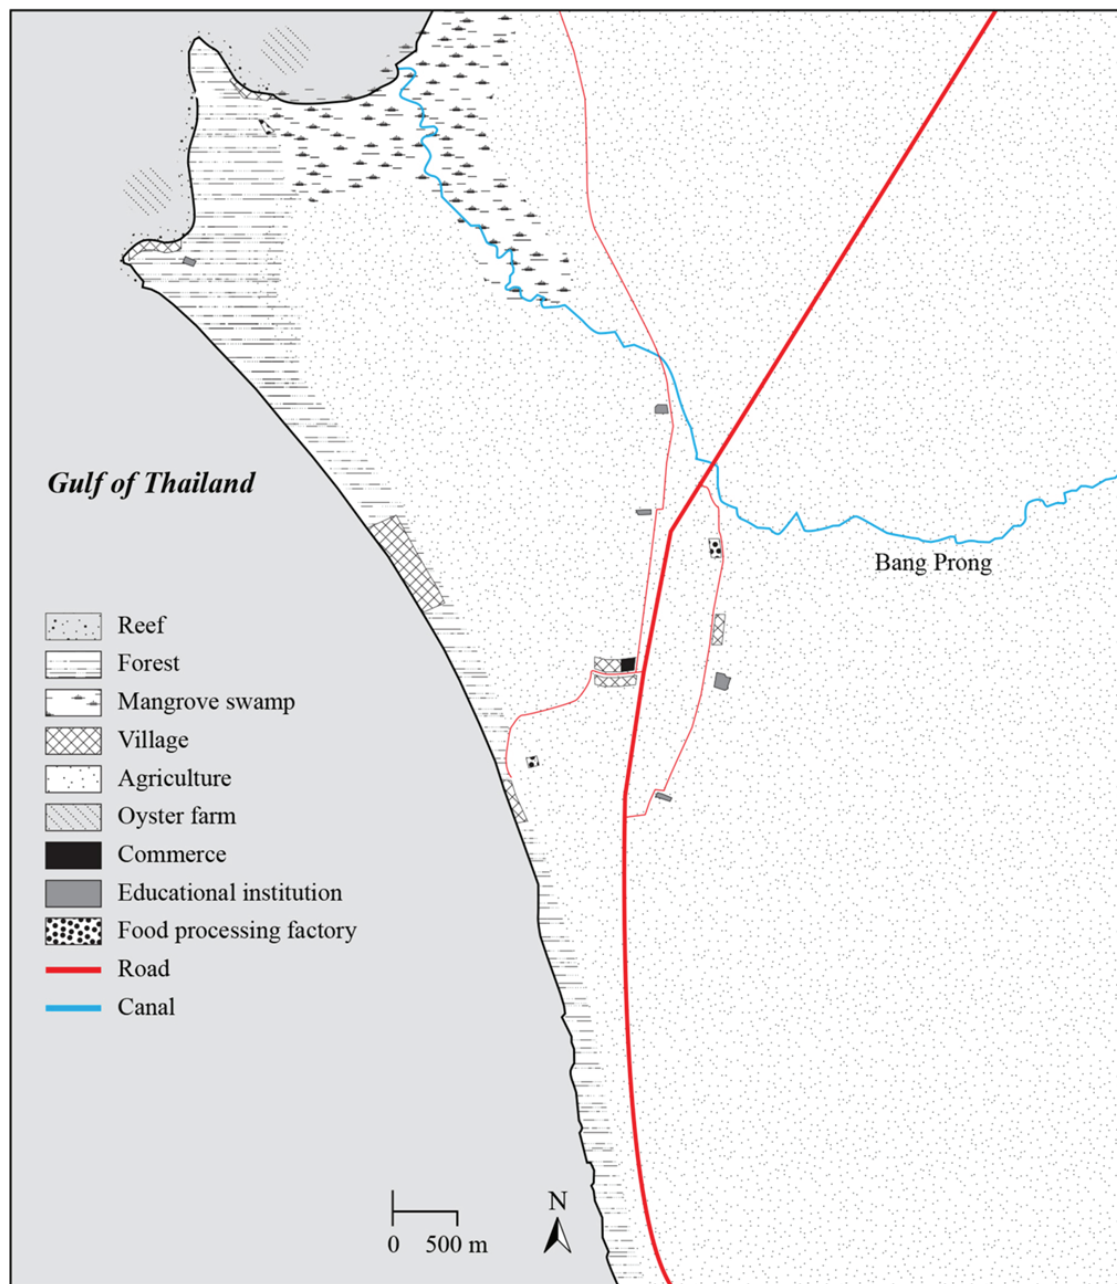 Gulf of Thailand
Bang Prong
Reef
Forest
Mangrove swamp
Village
Agriculture
Oyster farm
Commerce
Educational institution
Food processing factory
Road
Canal
N
0 500 m